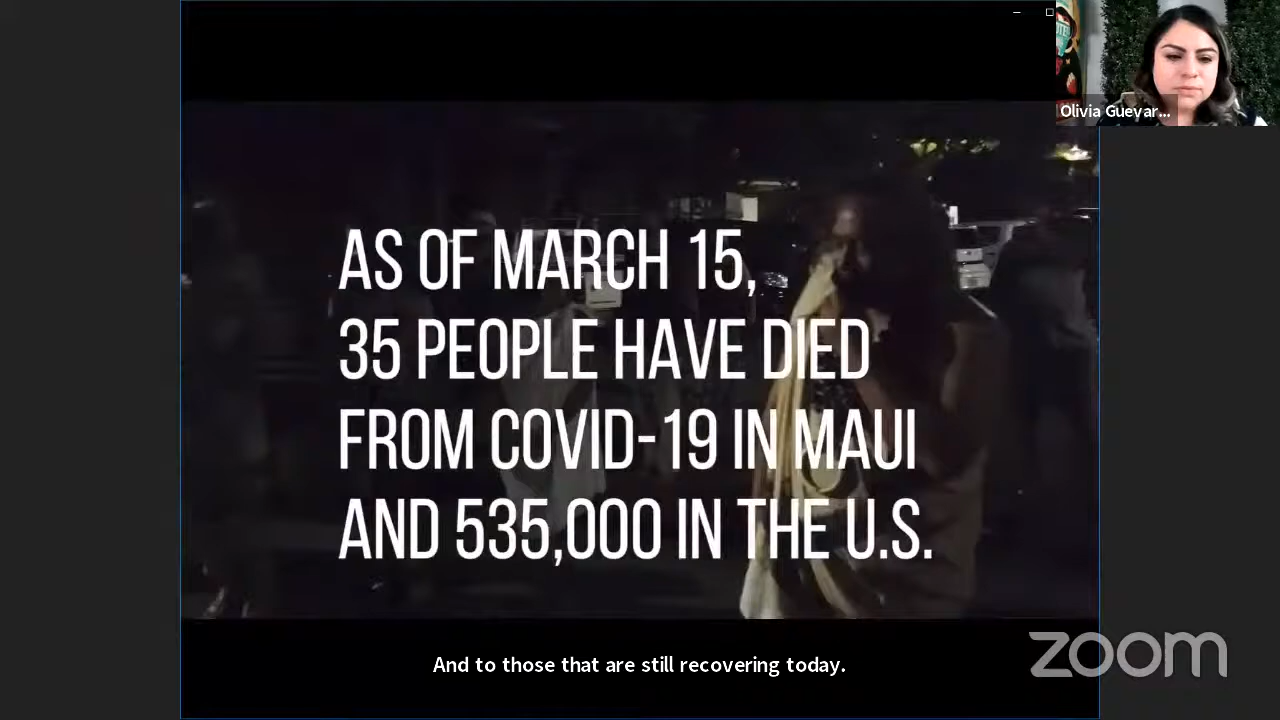 Olivia Guevar...
AS OF MARCH 15,
35 PEOPLE HAVE DIED
FROM COVID-19 IN MAUI
AND 535,000 IN THE U.S.
And to those that are still recovering today.
zoom